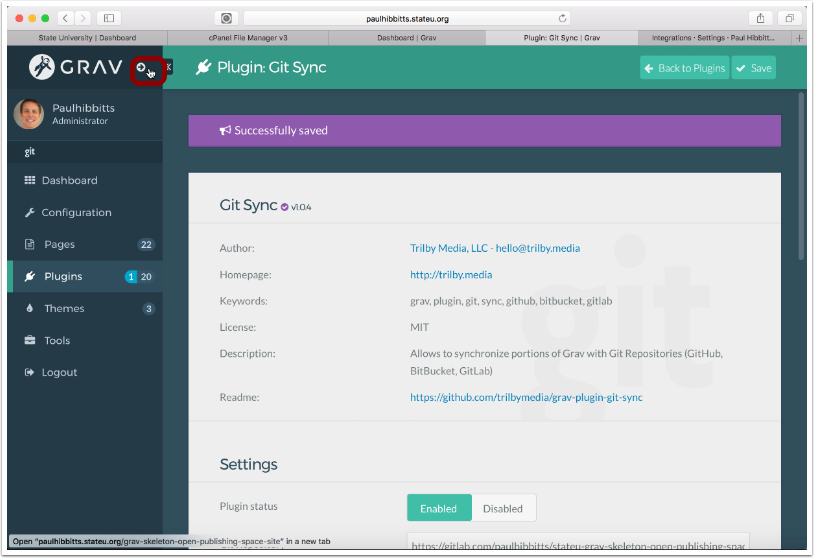 paulhibbitts.stateu.org
State University | Dashboard
cPanel File Manager v3
Dashboard | Grav
Plugin: Git Sync | Grav
Integrations · Settings · Paul Hibbitt...
GRAV
Plugin: Git Sync
Back to Plugins
Save
Paulhibbitts
Administrator
git
Dashboard
Configuration
Pages 22
Plugins 1 20
Themes 3
Tools
Logout
Successfully saved
git
Git Sync v1.0.4
Author: Trilby Media, LLC - hello@trilby.media
Homepage: http://trilby.media
Keywords: grav, plugin, git, sync, github, bitbucket, gitlab
License: MIT
Description: Allows to synchronize portions of Grav with Git Repositories (GitHub,
BitBucket, GitLab)
Readme: https://github.com/trilbymedia/grav-plugin-git-sync
Settings
Plugin status Enabled Disabled
https://gitlab.com/paulhibbitts/stateu-grav-skeleton-open-publishing-spac
Open "paulhibbitts.stateu.org/grav-skeleton-open-publishing-space-site" in a new tab